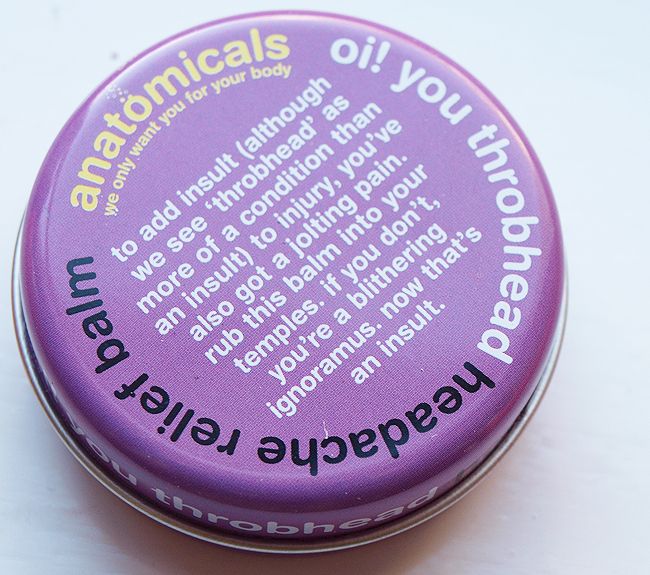 anatomicals
we only want you for your body
oi! you throbhead headache relief balm
to add insult (although
we see 'throbhead' as
more of a condition than
an insult) to injury, you've
also got a jolting pain.
rub this balm into your
temples. if you don't,
you're a blithering
ignoramus. now that's
an insult.
you throbhead